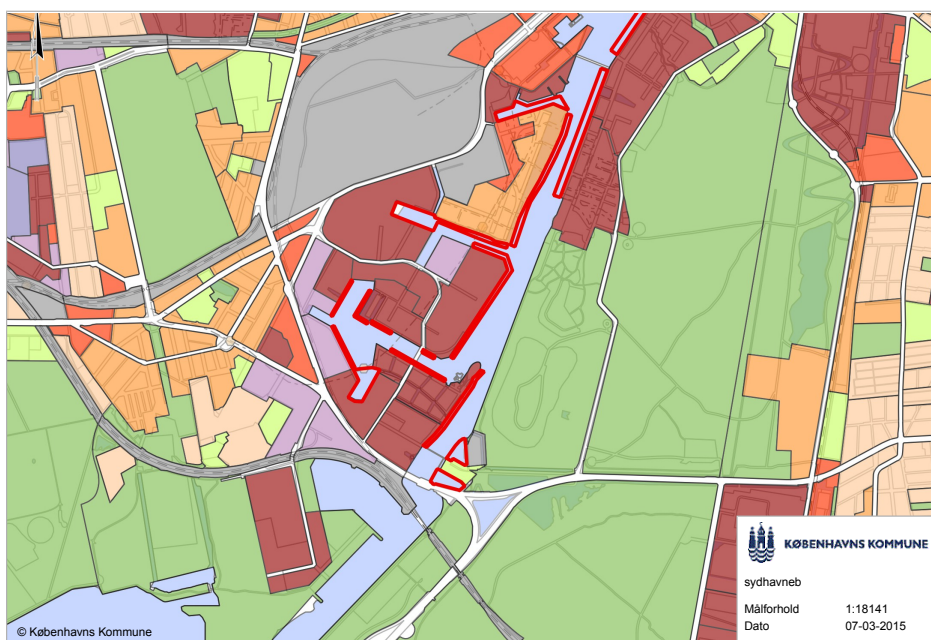 KØBENHAVNS KOMMUNE
sydhavneb
Målforhold 1:18141
Dato 07-03-2015
© Københavns Kommune